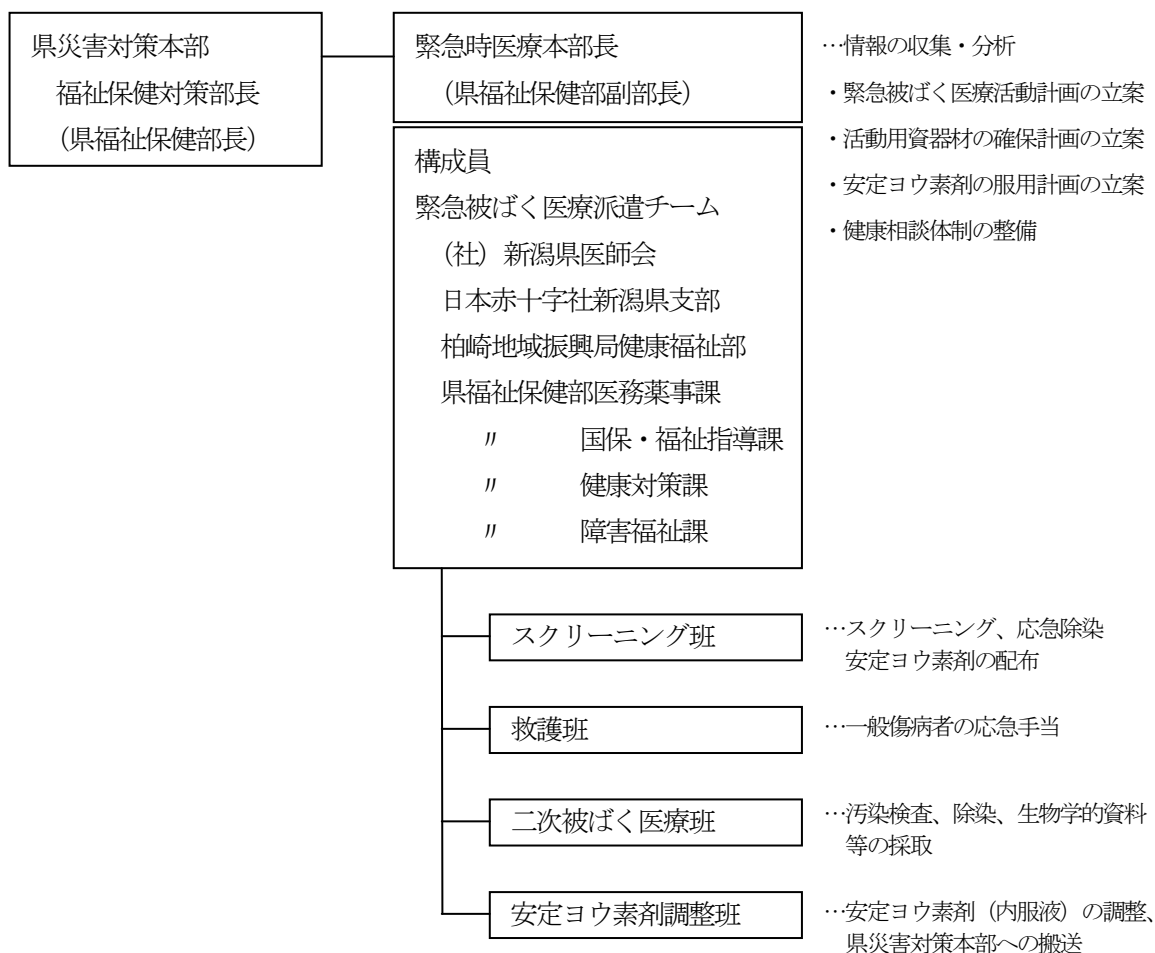 県災害対策本部
福祉保健対策部長
(県福祉保健部長)
緊急時医療本部長
(県福祉保健部副部長)
…情報の収集・分析
・緊急被ばく医療活動計画の立案
・活動用資器材の確保計画の立案
・安定ヨウ素剤の服用計画の立案
・健康相談体制の整備
構成員
緊急被ばく医療派遣チーム
(社)新潟県医師会
日本赤十字社新潟県支部
柏崎地域振興局健康福祉部
県福祉保健部医務薬事課
〃 国保・福祉指導課
〃 健康対策課
〃 障害福祉課
スクリーニング班
…スクリーニング、応急除染
安定ヨウ素剤の配布
救護班
…一般傷病者の応急手当
二次被ばく医療班
…汚染検査、除染、生物学的資料
等の採取
安定ヨウ素剤調整班
…安定ヨウ素剤(内服液)の調整、
県災害対策本部への搬送